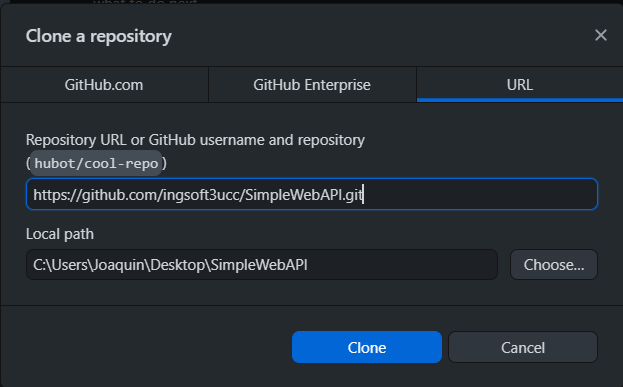 what to do next
Clone a repository
GitHub.com
GitHub Enterprise
URL
Repository URL or GitHub username and repository
(hubot/cool-repo)
https://github.com/ingsoft3ucc/SimpleWebAPI.git
Local path
C:\Users\Joaquin\Desktop\SimpleWebAPI
Choose...
Clone
Cancel